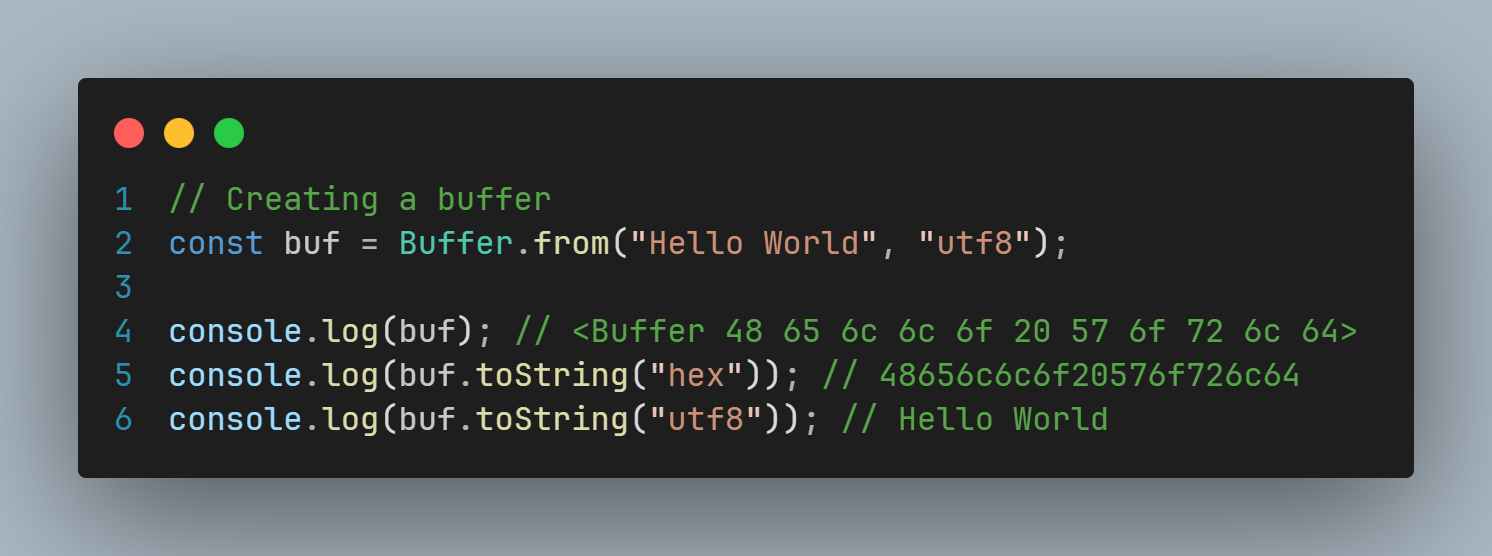 1 // Creating a buffer
2 const buf = Buffer.from("Hello World", "utf8");
3
4 console.log(buf); // <Buffer 48 65 6c 6c 6f 20 57 6f 72 6c 64>
5 console.log(buf.toString("hex")); // 48656c6c6f20576f726c64
6 console.log(buf.toString("utf8")); // Hello World